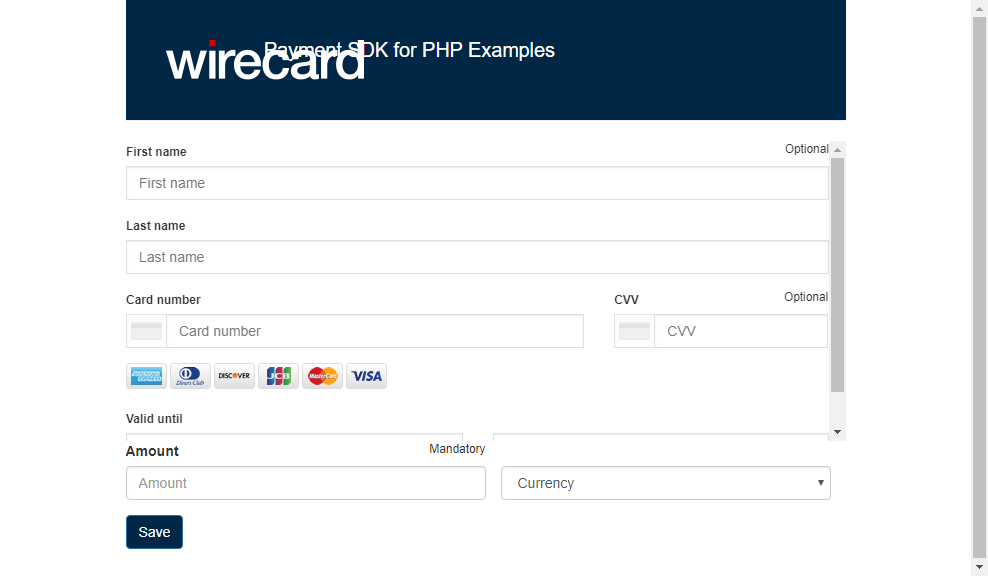 Payment SDK for PHP Examples
wirecard
First name Optional
First name
Last name
Last name
Card number CVV Optional
Card number CVV
AMERICAN EXPRESS Diners Club DISCOVER JCB MasterCard VISA
Valid until
Amount Mandatory
Amount Currency
Save